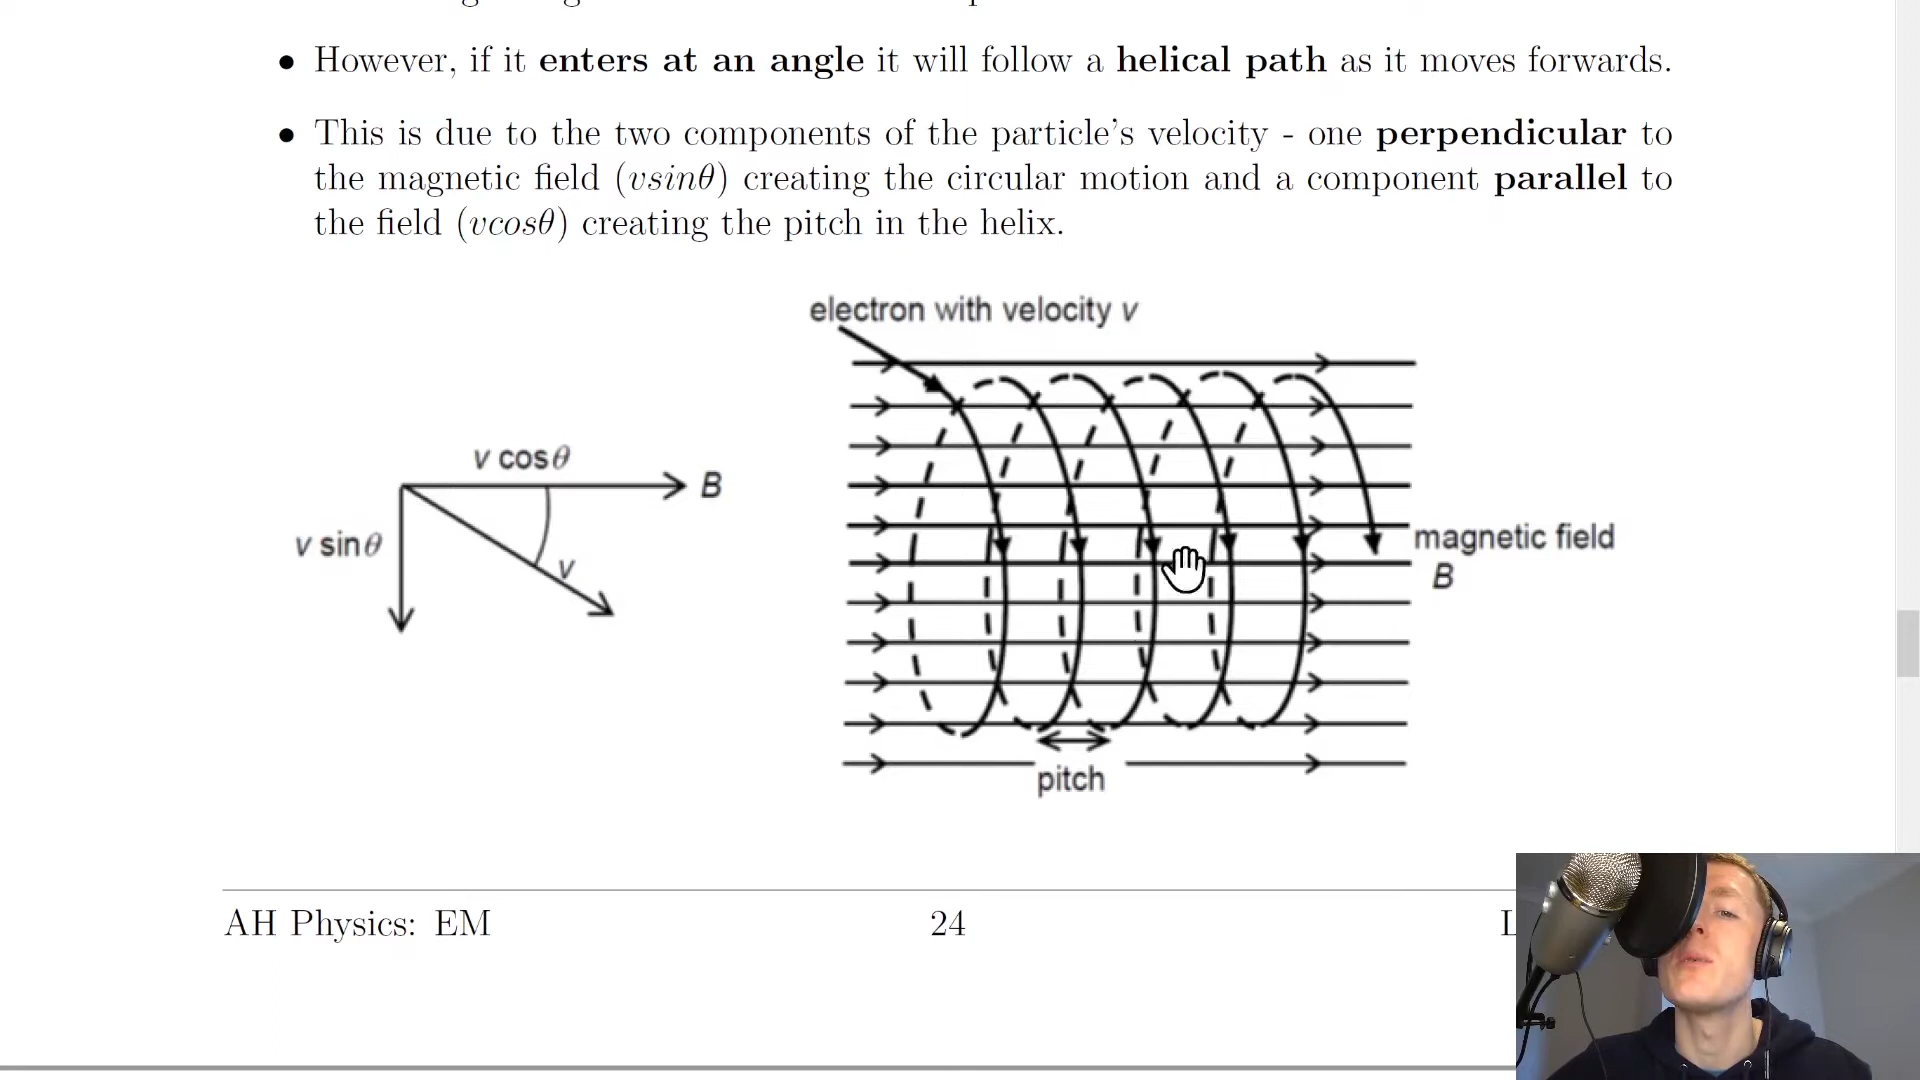 • However, if it enters at an angle it will follow a helical path as it moves forwards.
• This is due to the two components of the particle's velocity - one perpendicular to
the magnetic field (vsinθ) creating the circular motion and a component parallel to
the field (vcosθ) creating the pitch in the helix.
electron with velocity v
v cosθ
B
v sinθ
v
magnetic field
B
pitch
AH Physics: EM
24